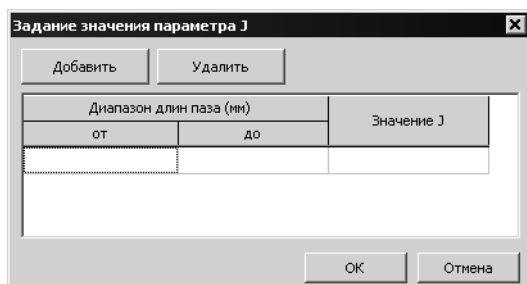 Задание значения параметра J
Добавить Удалить
Диапазон длин паза (мм) Значение J
от до
OK Отмена